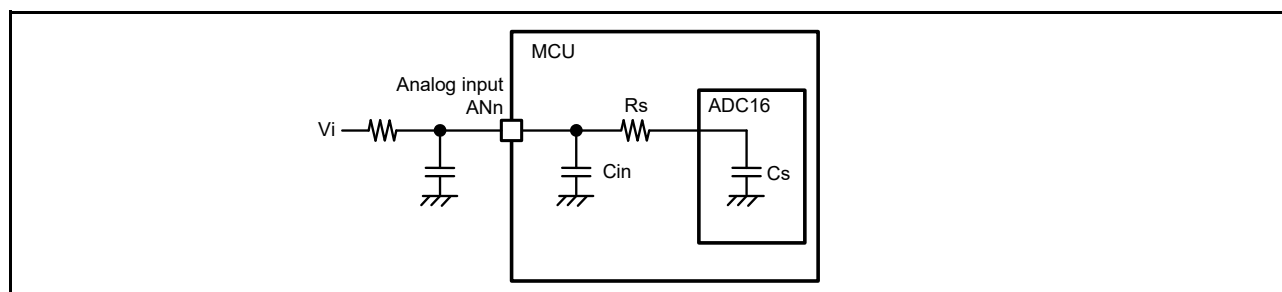 MCU
Analog input
ANn
Rs
ADC16
Vi
Cin
Cs